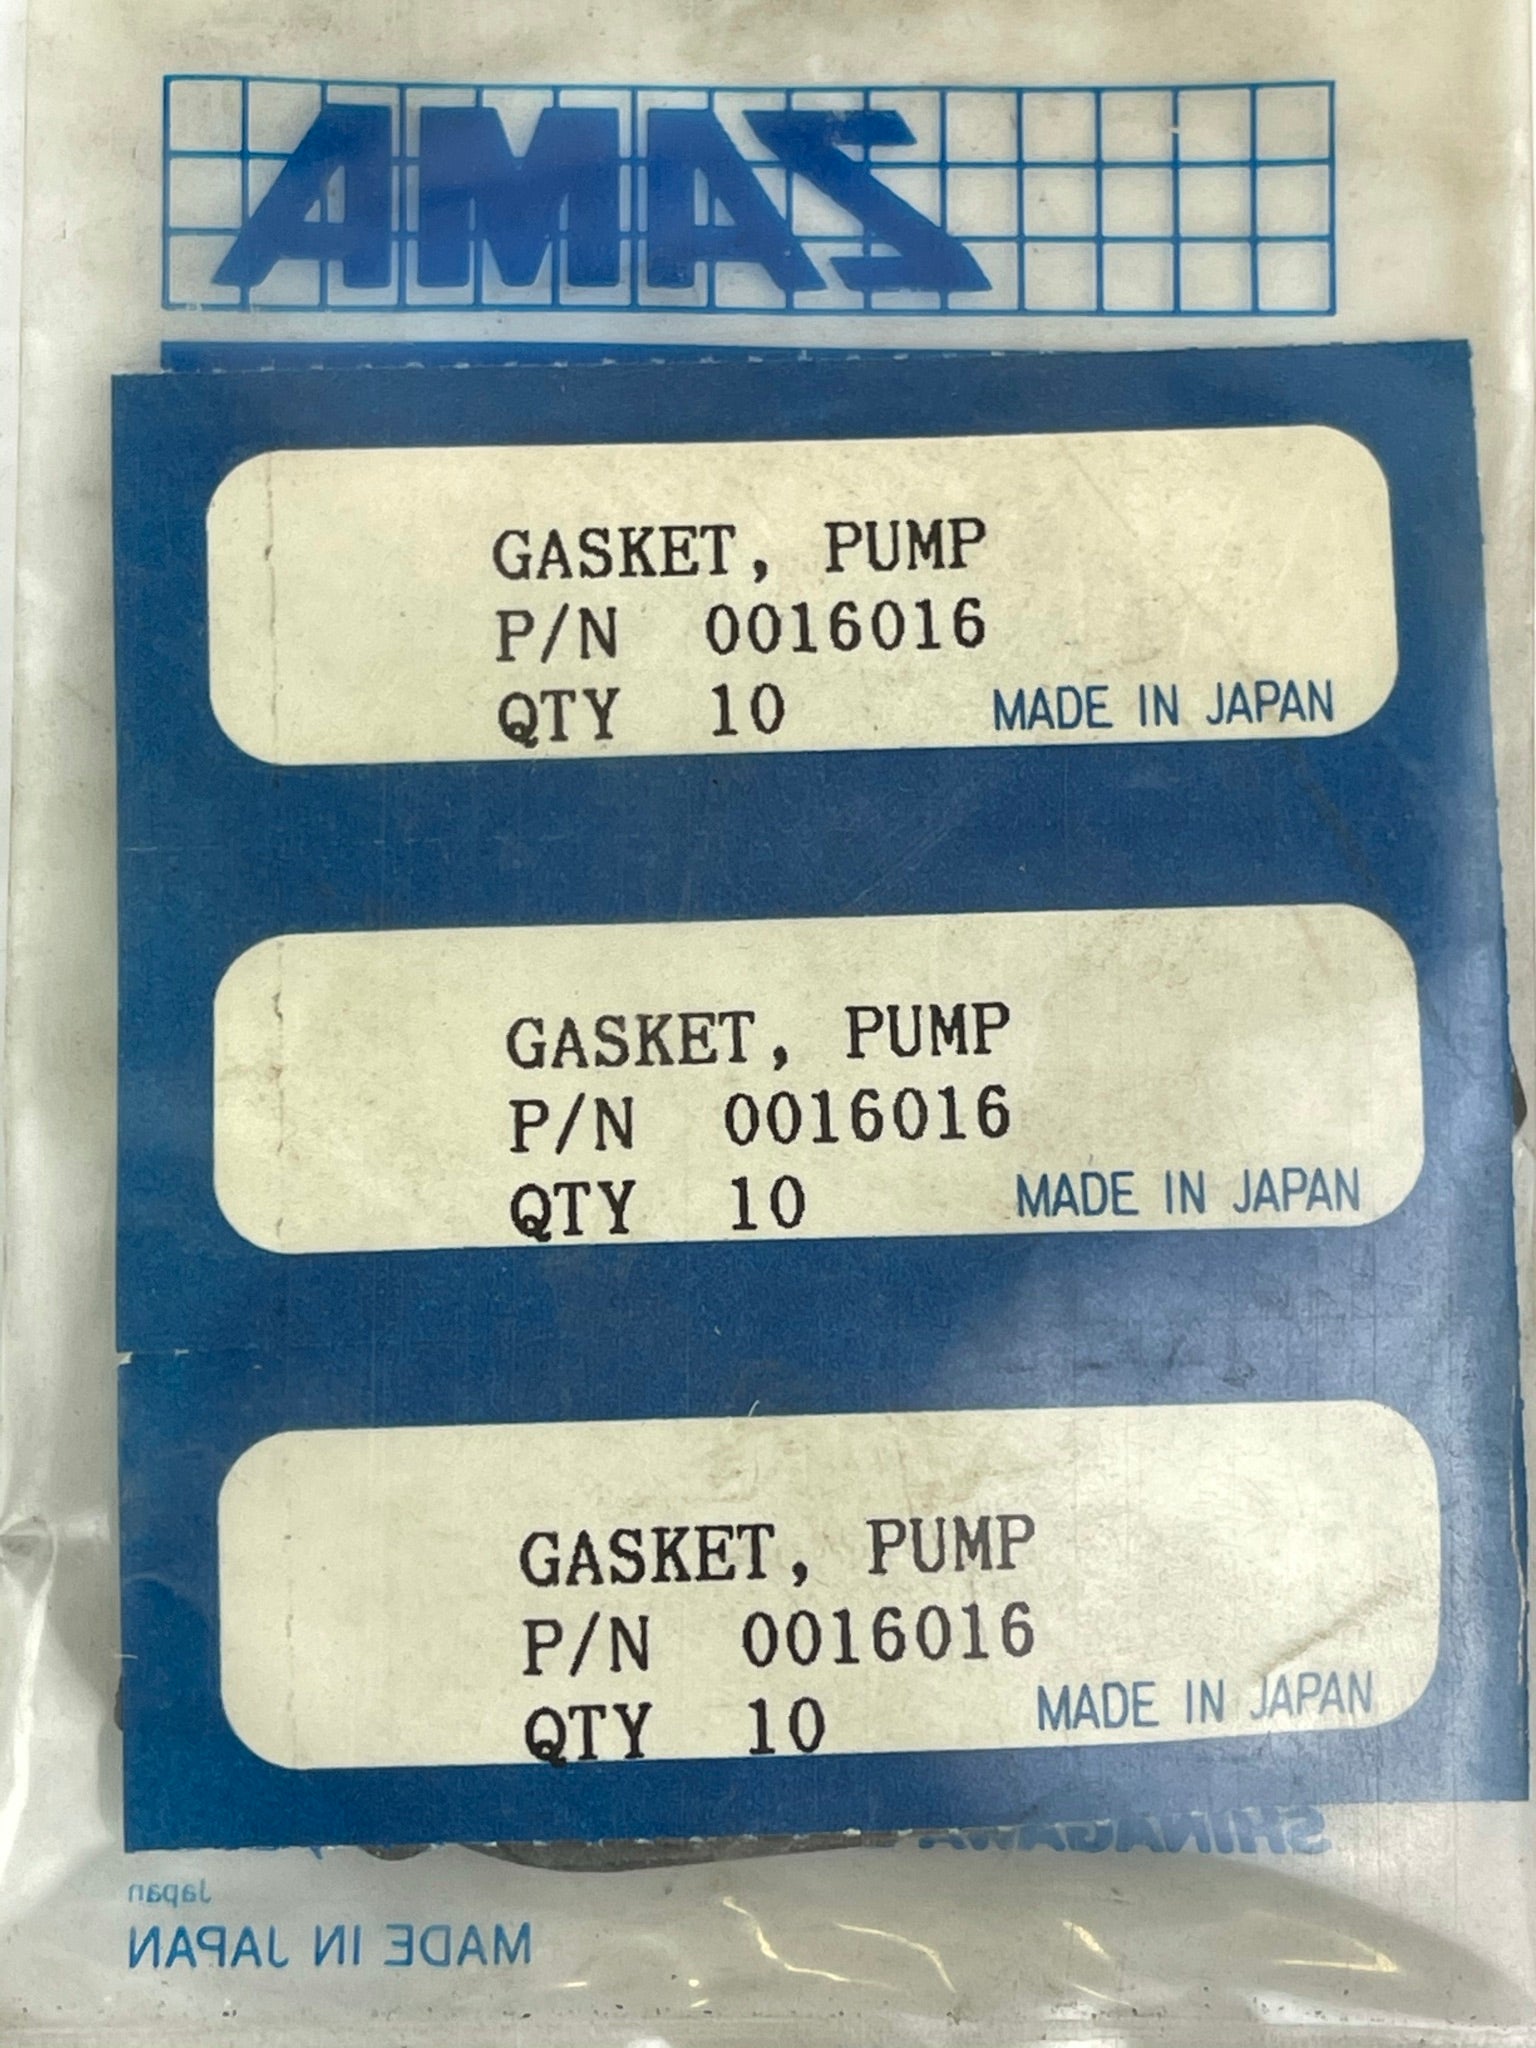 SAMA
GASKET, PUMP
P/N 0016016
QTY 10 MADE IN JAPAN
GASKET, PUMP
P/N 0016016
QTY 10 MADE IN JAPAN
GASKET, PUMP
P/N 0016016
QTY 10 MADE IN JAPAN
SHINAGAWA
Japan
MADE IN JAPAN